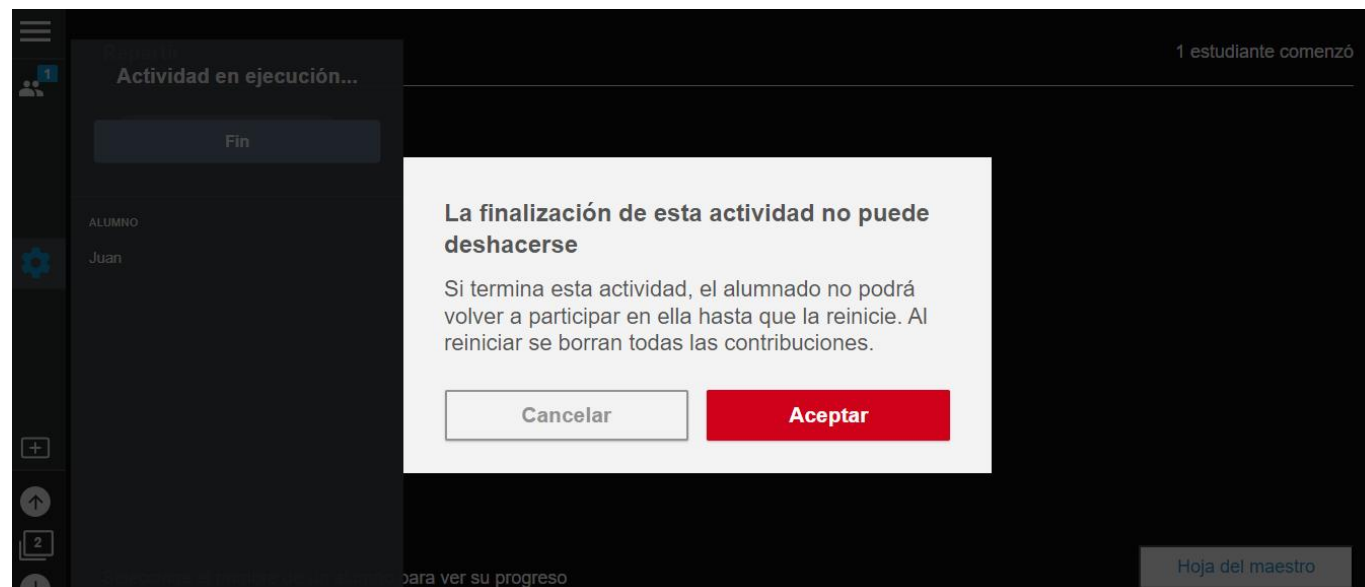 1 estudiante comenzó
1
Actividad en ejecución...
Fin
ALUMNO
Juan
La finalización de esta actividad no puede
deshacerse
Si termina esta actividad, el alumnado no podrá
volver a participar en ella hasta que la reinicie. Al
reiniciar se borran todas las contribuciones.
Cancelar
Aceptar
2
para ver su progreso
Hoja del maestro